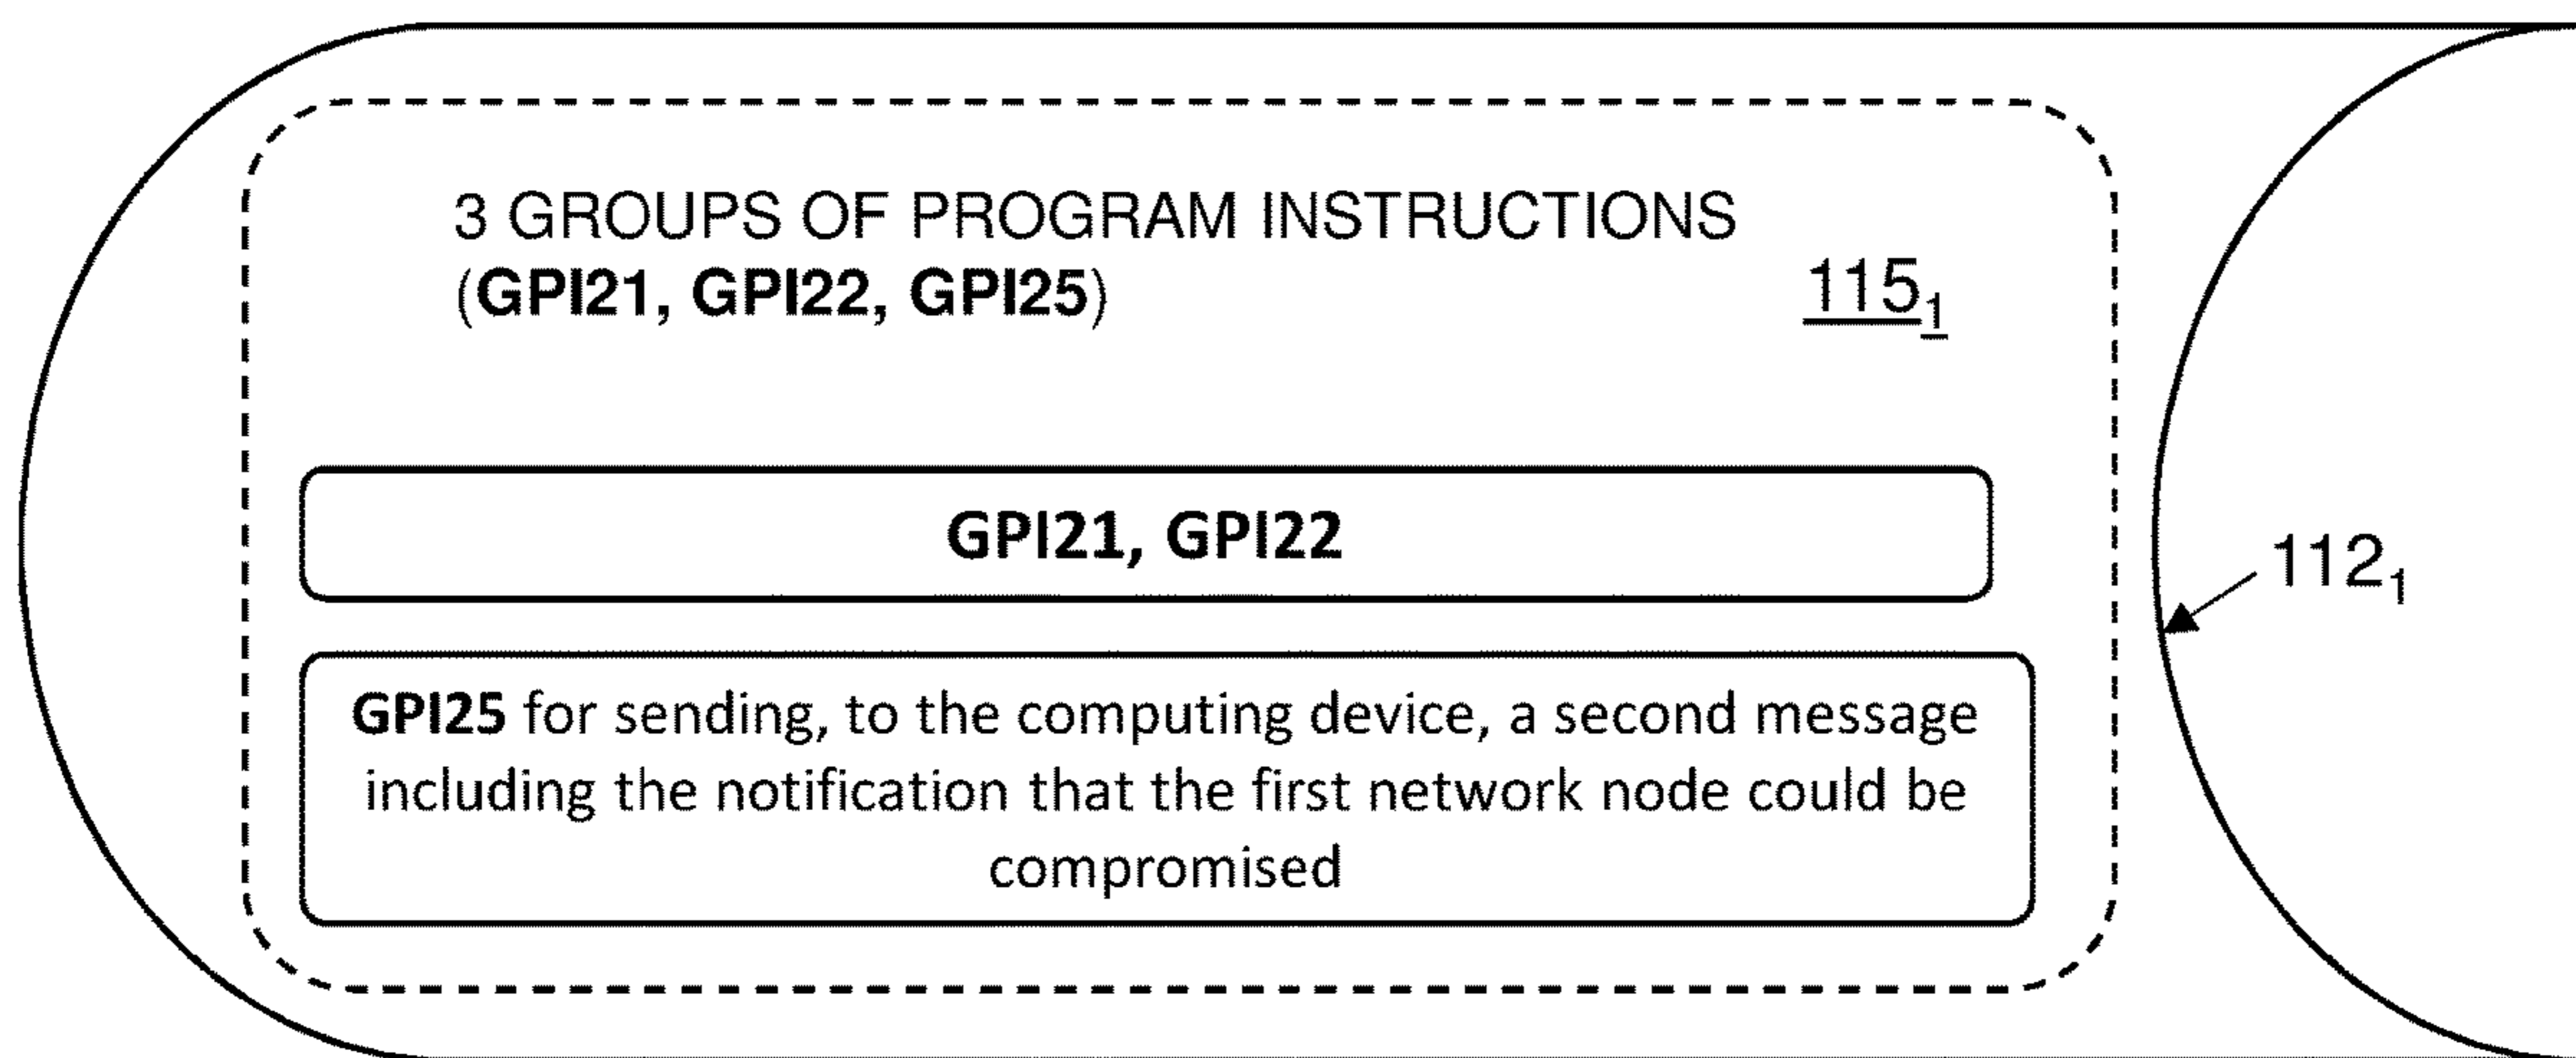 3 GROUPS OF PROGRAM INSTRUCTIONS
(GPI21, GPI22, GPI25)
115₁
GPI21, GPI22
112₁
GPI25 for sending, to the computing device, a second message
including the notification that the first network node could be
compromised